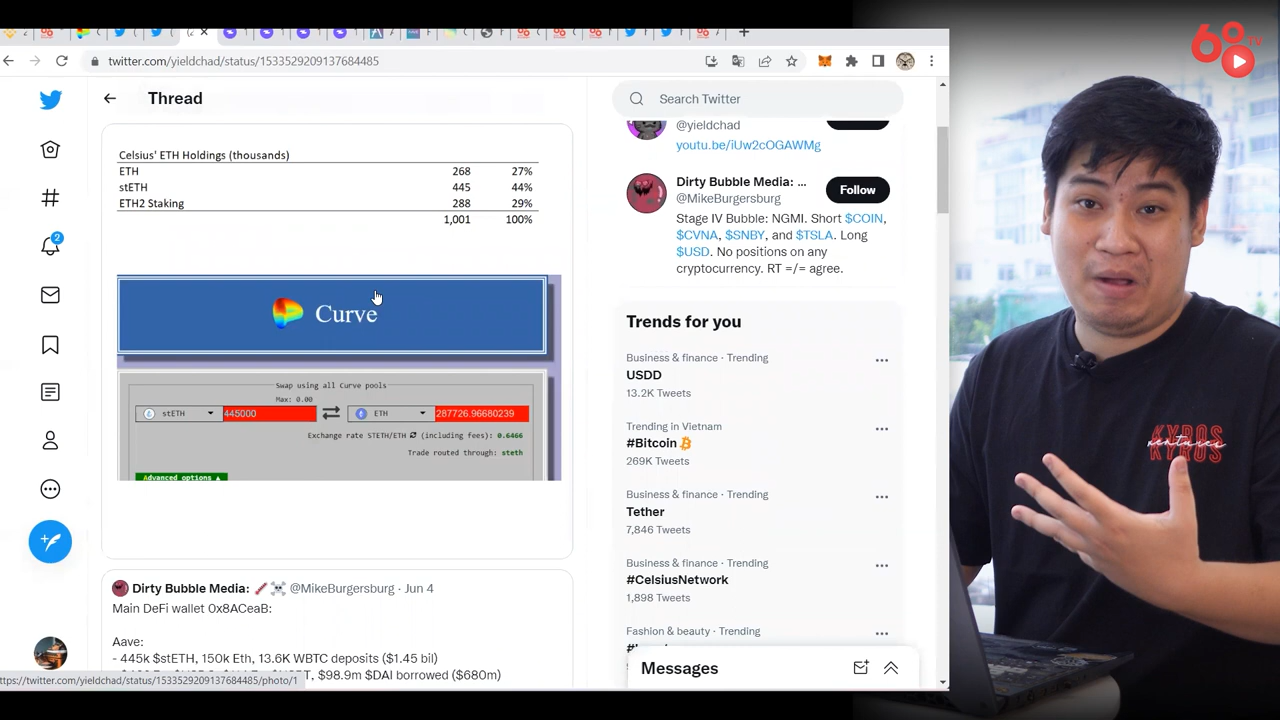 twitter.com/yieldchad/status/1533529209137684485
Thread
Search Twitter
Celsius' ETH Holdings (thousands)
ETH 268 27%
stETH 445 44%
ETH2 Staking 288 29%
1,001 100%
Curve
Swap using all Curve pools
Max: 0.00
stETH 445000 ETH 287726.96680239
Exchange rate STETH/ETH (including fees): 0.6466
Trade routed through: steth
Advanced options ▲
Dirty Bubble Media: @MikeBurgersburg · Jun 4
Main DeFi wallet 0x8ACeaB:
Aave:
- 445k $stETH, 150k Eth, 13.6K WBTC deposits ($1.45 bil)
$98.9m $DAI borrowed ($680m)
@yieldchad
youtu.be/iUw2cOGAWMg
Dirty Bubble Media: ...
@MikeBurgersburg
Follow
Stage IV Bubble: NGMI. Short $COIN,
$CVNA, $SNBY, and $TSLA. Long
$USD. No positions on any
cryptocurrency. RT =/= agree.
Trends for you
Business & finance · Trending
USDD
13.2K Tweets
Trending in Vietnam
#Bitcoin
269K Tweets
Business & finance · Trending
Tether
7,846 Tweets
Business & finance · Trending
#CelsiusNetwork
1,898 Tweets
Fashion & beauty · Trending
Messages
2
https://twitter.com/yieldchad/status/1533529209137684485/photo/1
60
TV
KYROS
ventures
KYROS